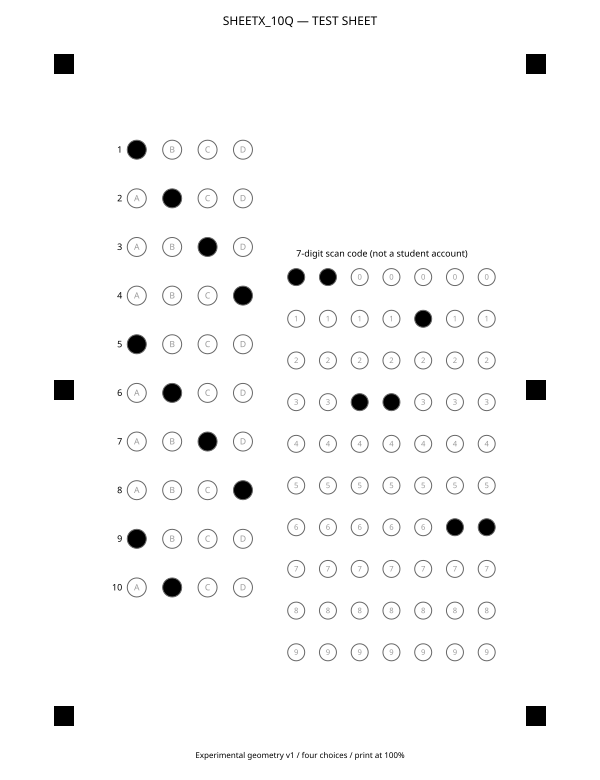 SHEETX_10Q — TEST SHEET
1 B C D
2 A C D
3 A B D
4 A B C
5 B C D
6 A C D
7 A B D
8 A B C
9 B C D
10 A C D
7-digit scan code (not a student account)
0 0 0 0 0
1 1 1 1 1 1
2 2 2 2 2 2 2
3 3 3 3 3
4 4 4 4 4 4 4
5 5 5 5 5 5 5
6 6 6 6 6
7 7 7 7 7 7 7
8 8 8 8 8 8 8
9 9 9 9 9 9 9
Experimental geometry v1 / four choices / print at 100%